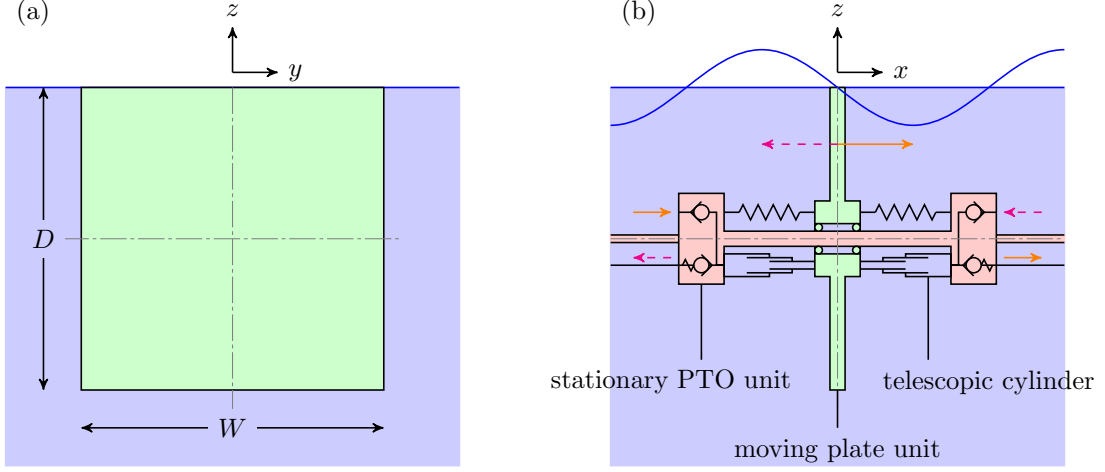 (a)
z
y
D
W
(b)
z
x
stationary PTO unit
telescopic cylinder
moving plate unit